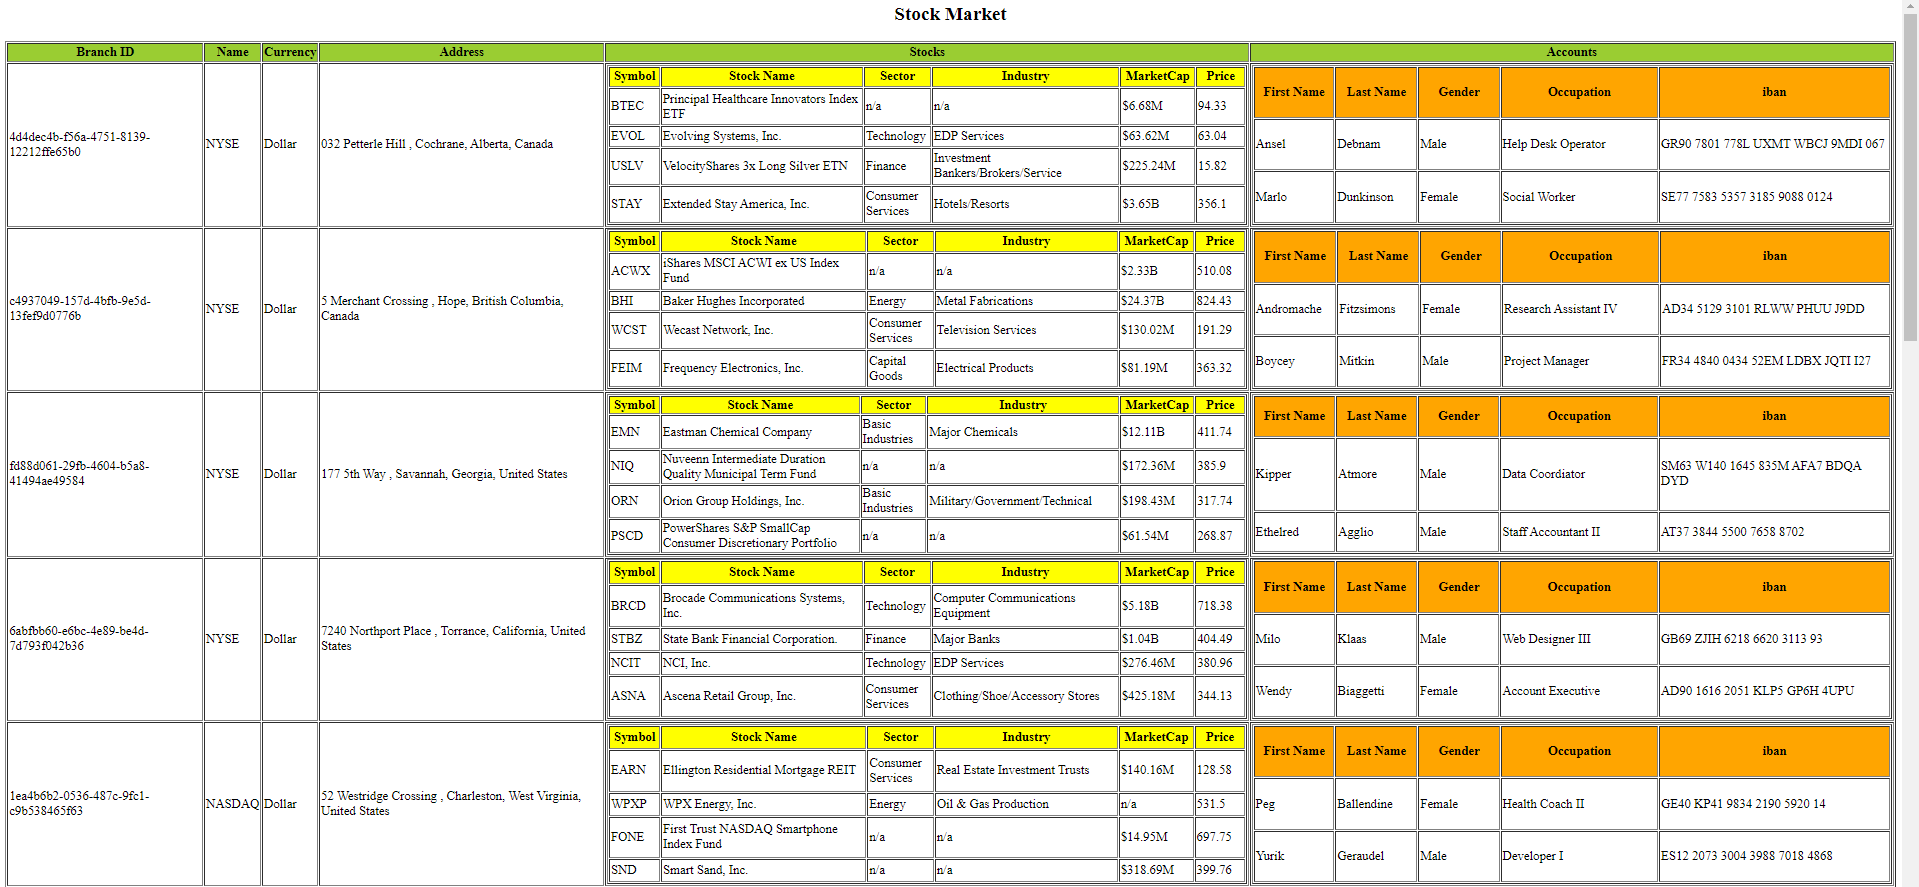 Stock Market
Branch ID Name Currency Address Stocks Accounts
4d4dec4b-f56a-4751-8139-
12212ffe65b0
NYSE
Dollar
032 Petterle Hill , Cochrane, Alberta, Canada
Symbol Stock Name Sector Industry MarketCap Price
BTEC Principal Healthcare Innovators Index
ETF n/a n/a $6.68M 94.33
EVOL Evolving Systems, Inc. Technology EDP Services $63.62M 63.04
USLV VelocityShares 3x Long Silver ETN Finance Investment
Bankers/Brokers/Service $225.24M 15.82
STAY Extended Stay America, Inc. Consumer
Services Hotels/Resorts $3.65B 356.1
First Name Last Name Gender Occupation iban
Ansel Debnam Male Help Desk Operator GR90 7801 778L UXMT WBCJ 9MDI 067
Marlo Dunkinson Female Social Worker SE77 7583 5357 3185 9088 0124
c4937049-157d-4bfb-9e5d-
13fef9d0776b
NYSE
Dollar
5 Merchant Crossing , Hope, British Columbia,
Canada
Symbol Stock Name Sector Industry MarketCap Price
ACWX iShares MSCI ACWI ex US Index
Fund n/a n/a $2.33B 510.08
BHI Baker Hughes Incorporated Energy Metal Fabrications $24.37B 824.43
WCST Wecast Network, Inc. Consumer
Services Television Services $130.02M 191.29
FEIM Frequency Electronics, Inc. Capital
Goods Electrical Products $81.19M 363.32
First Name Last Name Gender Occupation iban
Andromache Fitzsimons Female Research Assistant IV AD34 5129 3101 RLWW PHUU J9DD
Boycey Mitkin Male Project Manager FR34 4840 0434 52EM LDBX JQTI I27
fd88d061-29fb-4604-b5a8-
41494ae49584
NYSE
Dollar
177 5th Way , Savannah, Georgia, United States
Symbol Stock Name Sector Industry MarketCap Price
EMN Eastman Chemical Company Basic
Industries Major Chemicals $12.11B 411.74
NIQ Nuveenn Intermediate Duration
Quality Municipal Term Fund n/a n/a $172.36M 385.9
ORN Orion Group Holdings, Inc. Basic
Industries Military/Government/Technical $198.43M 317.74
PSCD PowerShares S&P SmallCap
Consumer Discretionary Portfolio n/a n/a $61.54M 268.87
First Name Last Name Gender Occupation iban
Kipper Atmore Male Data Coordiator SM63 W140 1645 835M AFA7 BDQA
DYD
Ethelred Agglio Male Staff Accountant II AT37 3844 5500 7658 8702
6abfbb60-e6bc-4e89-be4d-
7d793f042b36
NYSE
Dollar
7240 Northport Place , Torrance, California, United
States
Symbol Stock Name Sector Industry MarketCap Price
BRCD Brocade Communications Systems,
Inc. Technology Computer Communications
Equipment $5.18B 718.38
STBZ State Bank Financial Corporation. Finance Major Banks $1.04B 404.49
NCIT NCI, Inc. Technology EDP Services $276.46M 380.96
ASNA Ascena Retail Group, Inc. Consumer
Services Clothing/Shoe/Accessory Stores $425.18M 344.13
First Name Last Name Gender Occupation iban
Milo Klaas Male Web Designer III GB69 ZJIH 6218 6620 3113 93
Wendy Biaggetti Female Account Executive AD90 1616 2051 KLP5 GP6H 4UPU
1ea4b6b2-0536-487c-9fc1-
c9b538465f63
NASDAQ
Dollar
52 Westridge Crossing , Charleston, West Virginia,
United States
Symbol Stock Name Sector Industry MarketCap Price
EARN Ellington Residential Mortgage REIT Consumer
Services Real Estate Investment Trusts $140.16M 128.58
WPXP WPX Energy, Inc. Energy Oil & Gas Production n/a 531.5
FONE First Trust NASDAQ Smartphone
Index Fund n/a n/a $14.95M 697.75
SND Smart Sand, Inc. n/a n/a $318.69M 399.76
First Name Last Name Gender Occupation iban
Peg Ballendine Female Health Coach II GE40 KP41 9834 2190 5920 14
Yurik Geraudel Male Developer I ES12 2073 3004 3988 7018 4868